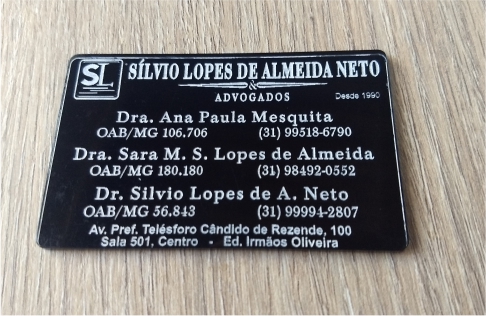 SL
SÍLVIO LOPES DE ALMEIDA NETO
&
ADVOGADOS
Desde 1990
Dra. Ana Paula Mesquita
OAB/MG 106.706 (31) 99518-6790
Dra. Sara M. S. Lopes de Almeida
OAB/MG 180.180 (31) 98492-0552
Dr. Silvio Lopes de A. Neto
OAB/MG 56.843 (31) 99994-2807
Av. Pref. Telésforo Cândido de Rezende, 100
Sala 501, Centro - Ed. Irmãos Oliveira